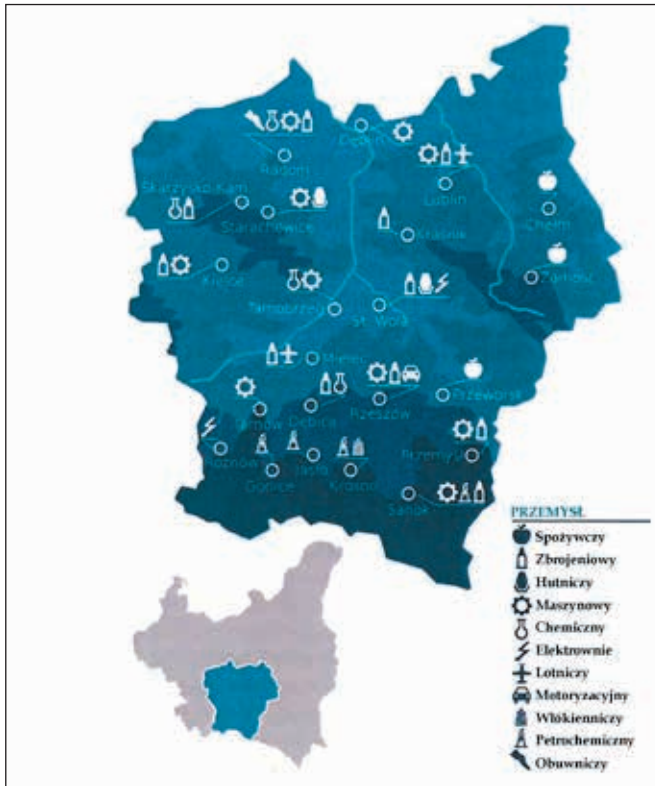 Dęblin
Radom
Lublin
Skarżysko-Kam.
Starachowice
Chełm
Kraśnik
Kielce
Zamość
Tarnobrzeg
St. Wola
Mielec
Przeworsk
Tarnów
Dębica
Rzeszów
Rożnów
Jasło
Przemyśl
Gorlice
Krosno
Sanok
PRZEMYSŁ
Spożywczy
Zbrojeniowy
Hutniczy
Maszynowy
Chemiczny
Elektrownie
Lotniczy
Motoryzacyjny
Włókienniczy
Petrochemiczny
Obuwniczy